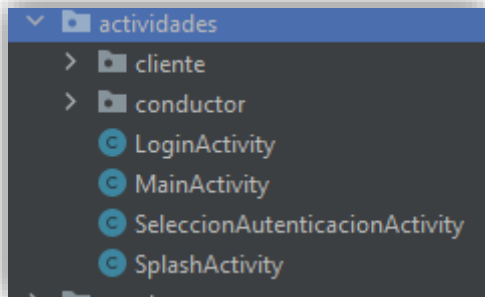 actividades
cliente
conductor
LoginActivity
MainActivity
SeleccionAutenticacionActivity
SplashActivity